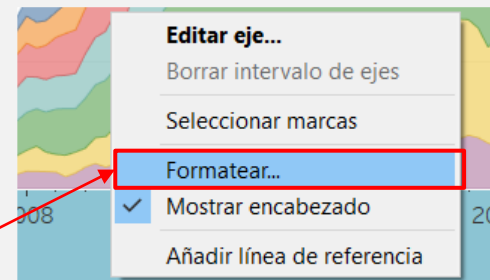 Editar eje...
Borrar intervalo de ejes
Seleccionar marcas
Formatear...
Mostrar encabezado
Añadir línea de referencia